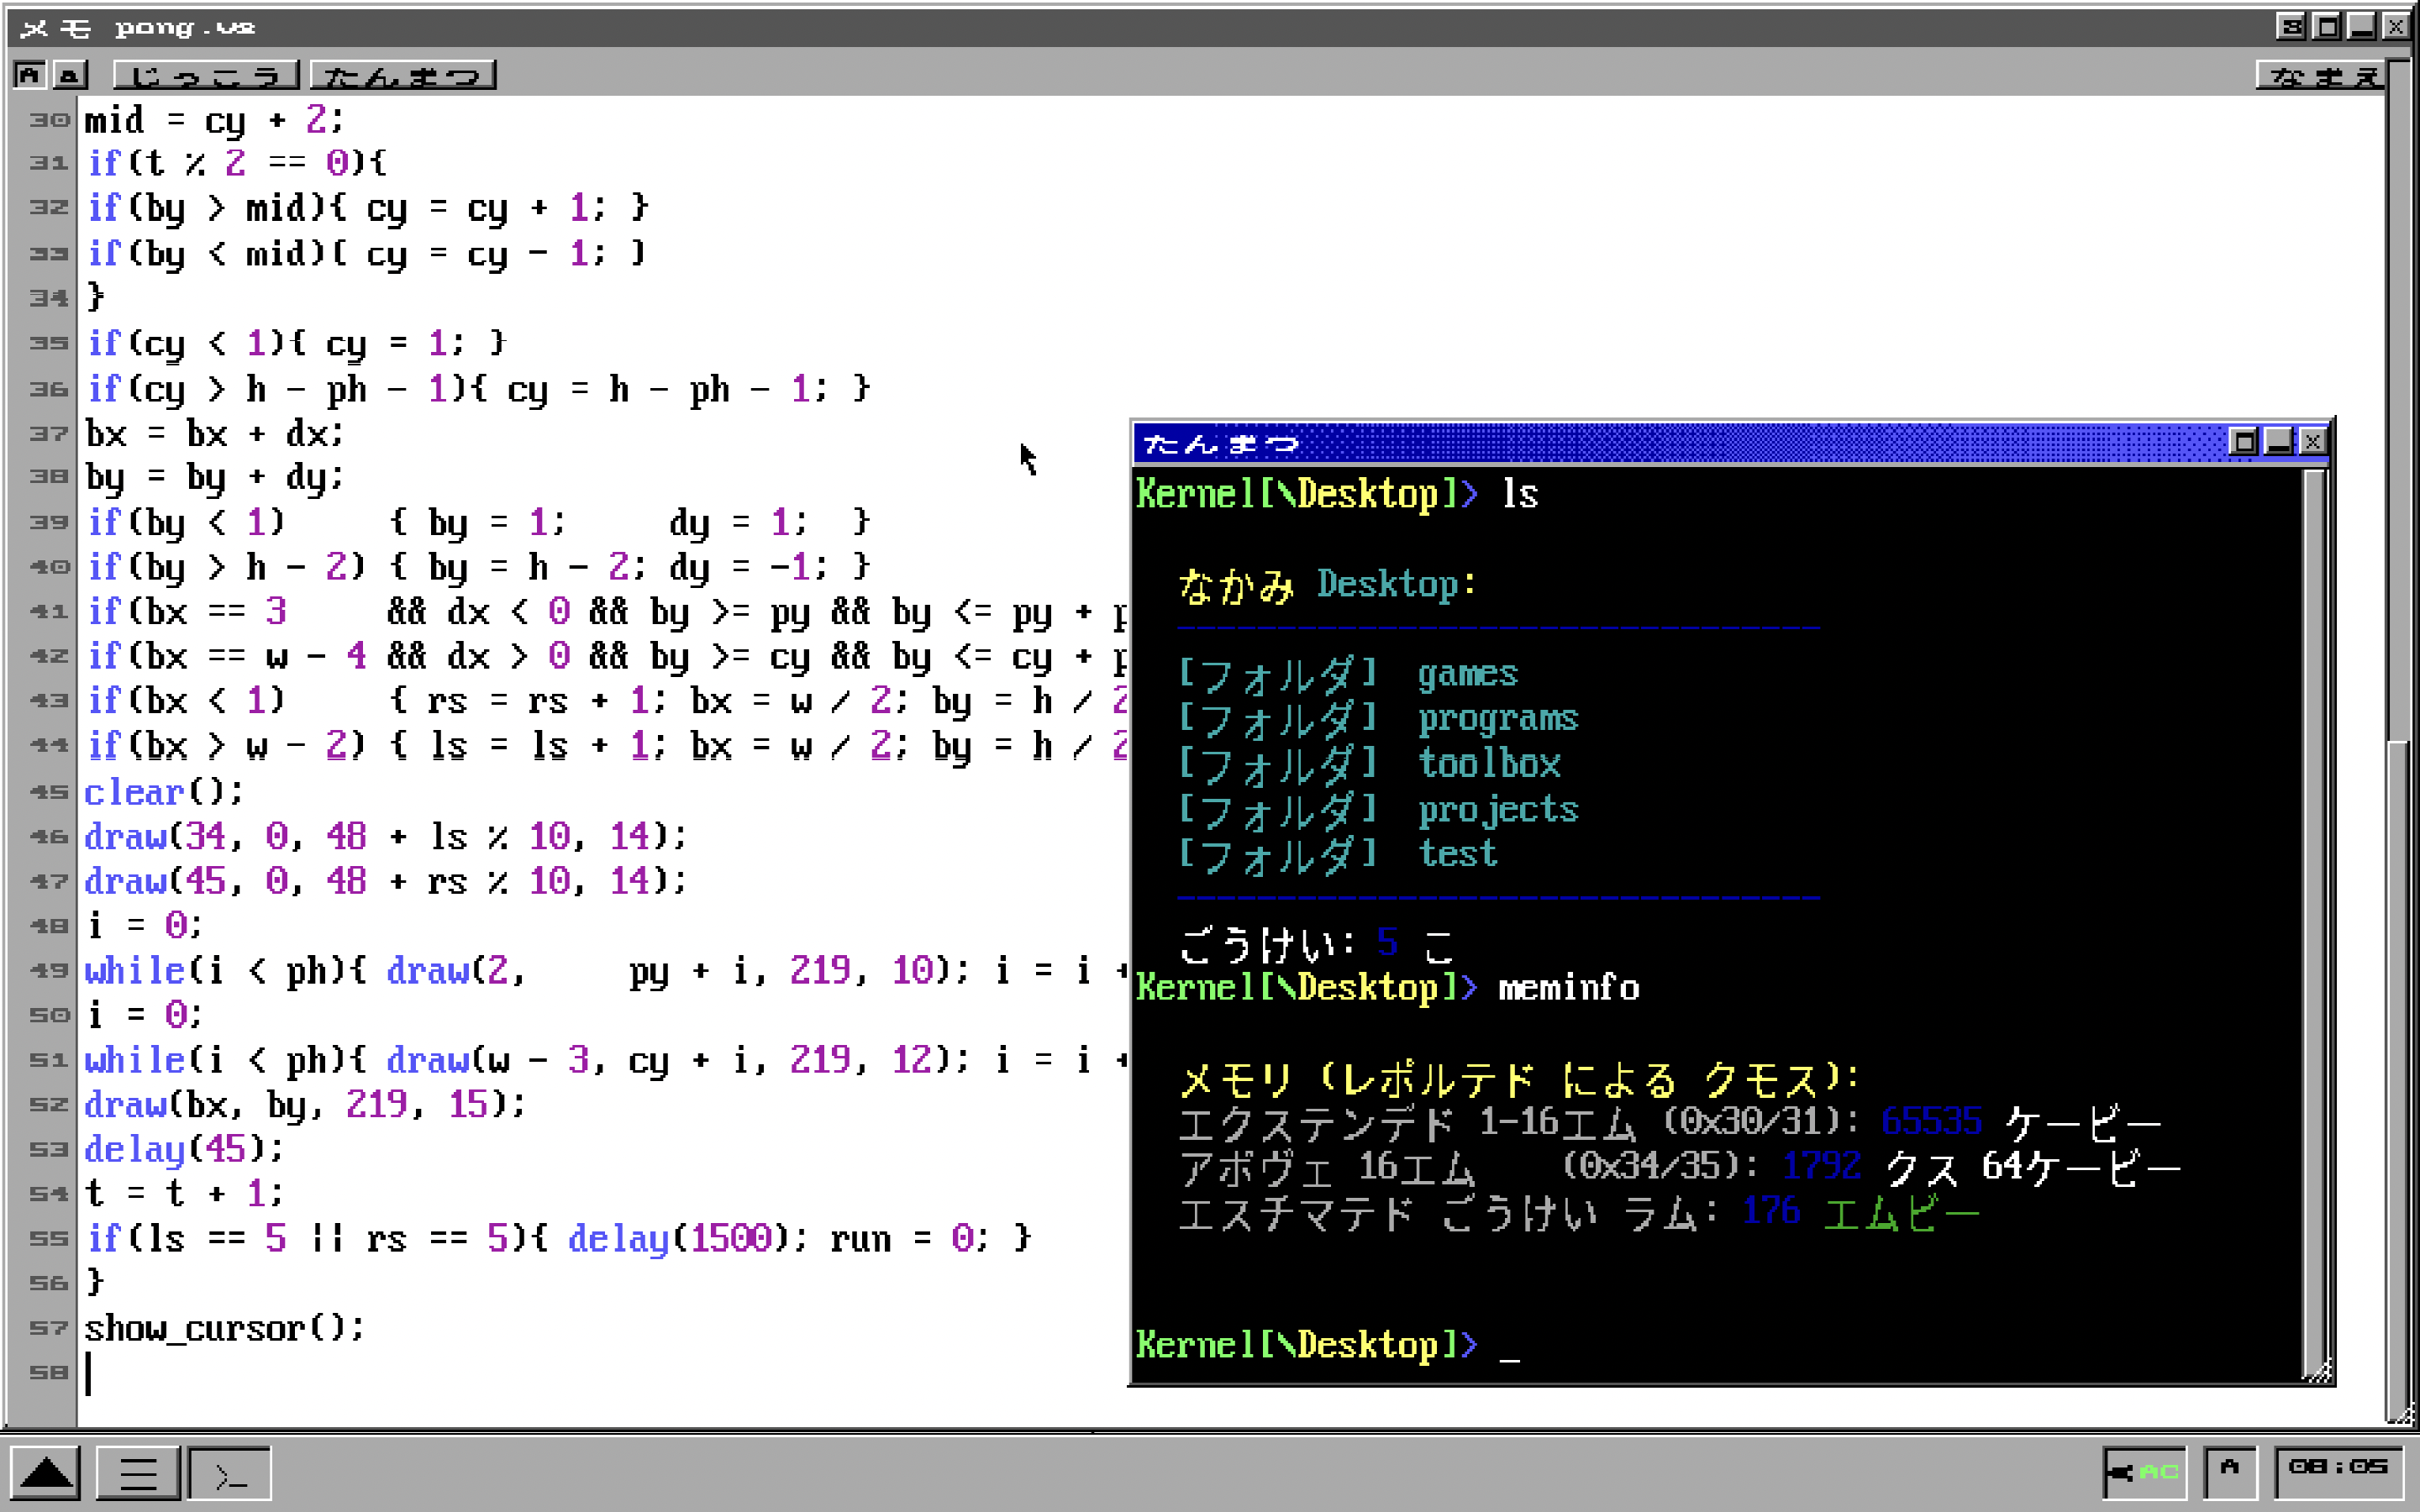 メモ pong.vs
A a じっこう たんまつ なまえ
30 mid = cy + 2;
31 if(t % 2 == 0){
32 if(by > mid){ cy = cy + 1; }
33 if(by < mid){ cy = cy - 1; }
34 }
35 if(cy < 1){ cy = 1; }
36 if(cy > h - ph - 1){ cy = h - ph - 1; }
37 bx = bx + dx;
38 by = by + dy;
39 if(by < 1)     { by = 1;     dy = 1;  }
40 if(by > h - 2) { by = h - 2; dy = -1; }
41 if(bx == 3     && dx < 0 && by >= py && by <= py + p
42 if(bx == w - 4 && dx > 0 && by >= cy && by <= cy + p
43 if(bx < 1)     { rs = rs + 1; bx = w / 2; by = h / 2
44 if(bx > w - 2) { ls = ls + 1; bx = w / 2; by = h / 2
45 clear();
46 draw(34, 0, 48 + ls % 10, 14);
47 draw(45, 0, 48 + rs % 10, 14);
48 i = 0;
49 while(i < ph){ draw(2,     py + i, 219, 10); i = i +
50 i = 0;
51 while(i < ph){ draw(w - 3, cy + i, 219, 12); i = i +
52 draw(bx, by, 219, 15);
53 delay(45);
54 t = t + 1;
55 if(ls == 5 || rs == 5){ delay(1500); run = 0; }
56 }
57 show_cursor();
58
たんまつ
Kernel[\Desktop]> ls
なかみ Desktop:
--------------------------------
[フォルダ]  games
[フォルダ]  programs
[フォルダ]  toolbox
[フォルダ]  projects
[フォルダ]  test
--------------------------------
ごうけい: 5 こ
Kernel[\Desktop]> meminfo
メモリ (レポルテド による クモス):
エクステンデド 1-16エム (0x30/31): 65535 ケービー
アボヴェ 16エム    (0x34/35): 1792 クス 64ケービー
エスチマテド ごうけい ラム: 176 エムビー
Kernel[\Desktop]> _
>_
AC A 08:05